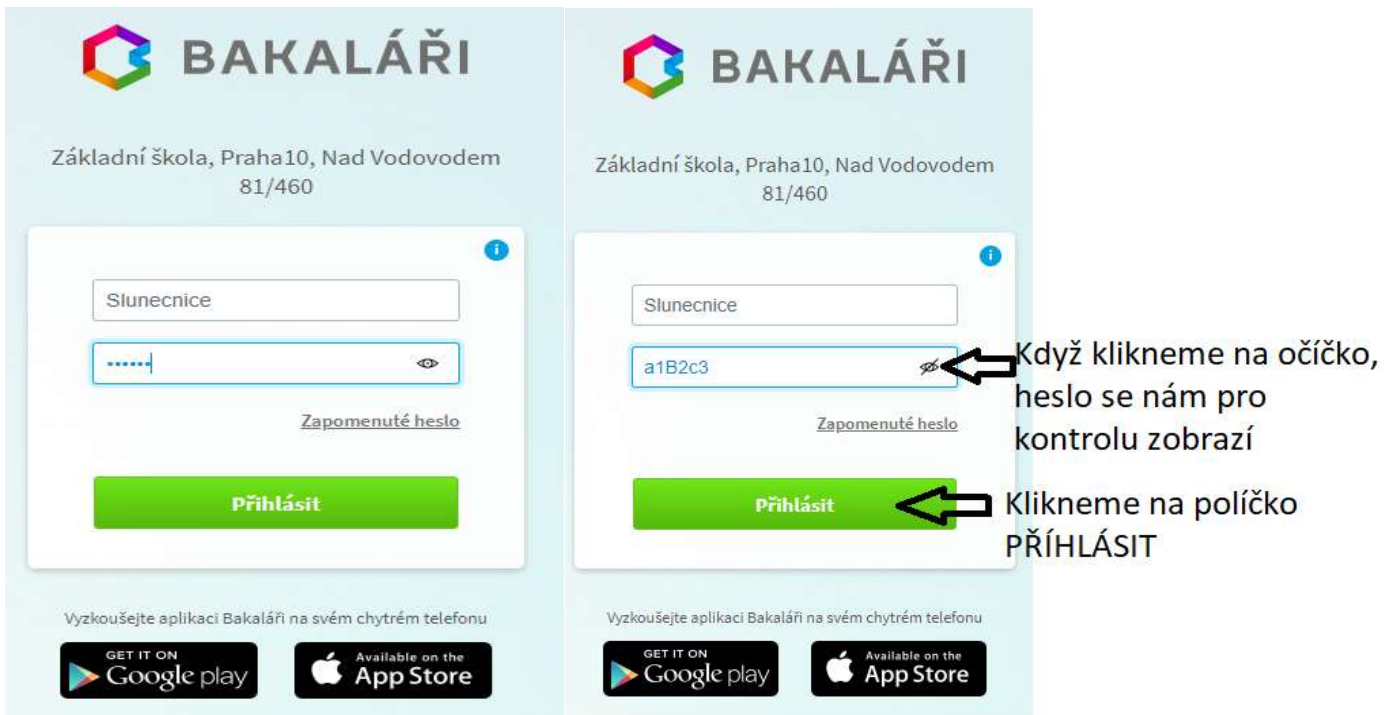 BAKALÁŘI
Základní škola, Praha10, Nad Vodovodem
81/460
Slunecnice
••••••
Zapomenuté heslo
Přihlásit
Vyzkoušejte aplikaci Bakaláři na svém chytrém telefonu
GET IT ON
Google play
Available on the
App Store
BAKALÁŘI
Základní škola, Praha10, Nad Vodovodem
81/460
Slunecnice
a1B2c3
Zapomenuté heslo
Přihlásit
Vyzkoušejte aplikaci Bakaláři na svém chytrém telefonu
GET IT ON
Google play
Available on the
App Store
Když klikneme na očíčko,
heslo se nám pro
kontrolu zobrazí
Klikneme na políčko
PŘÍHLÁSIT